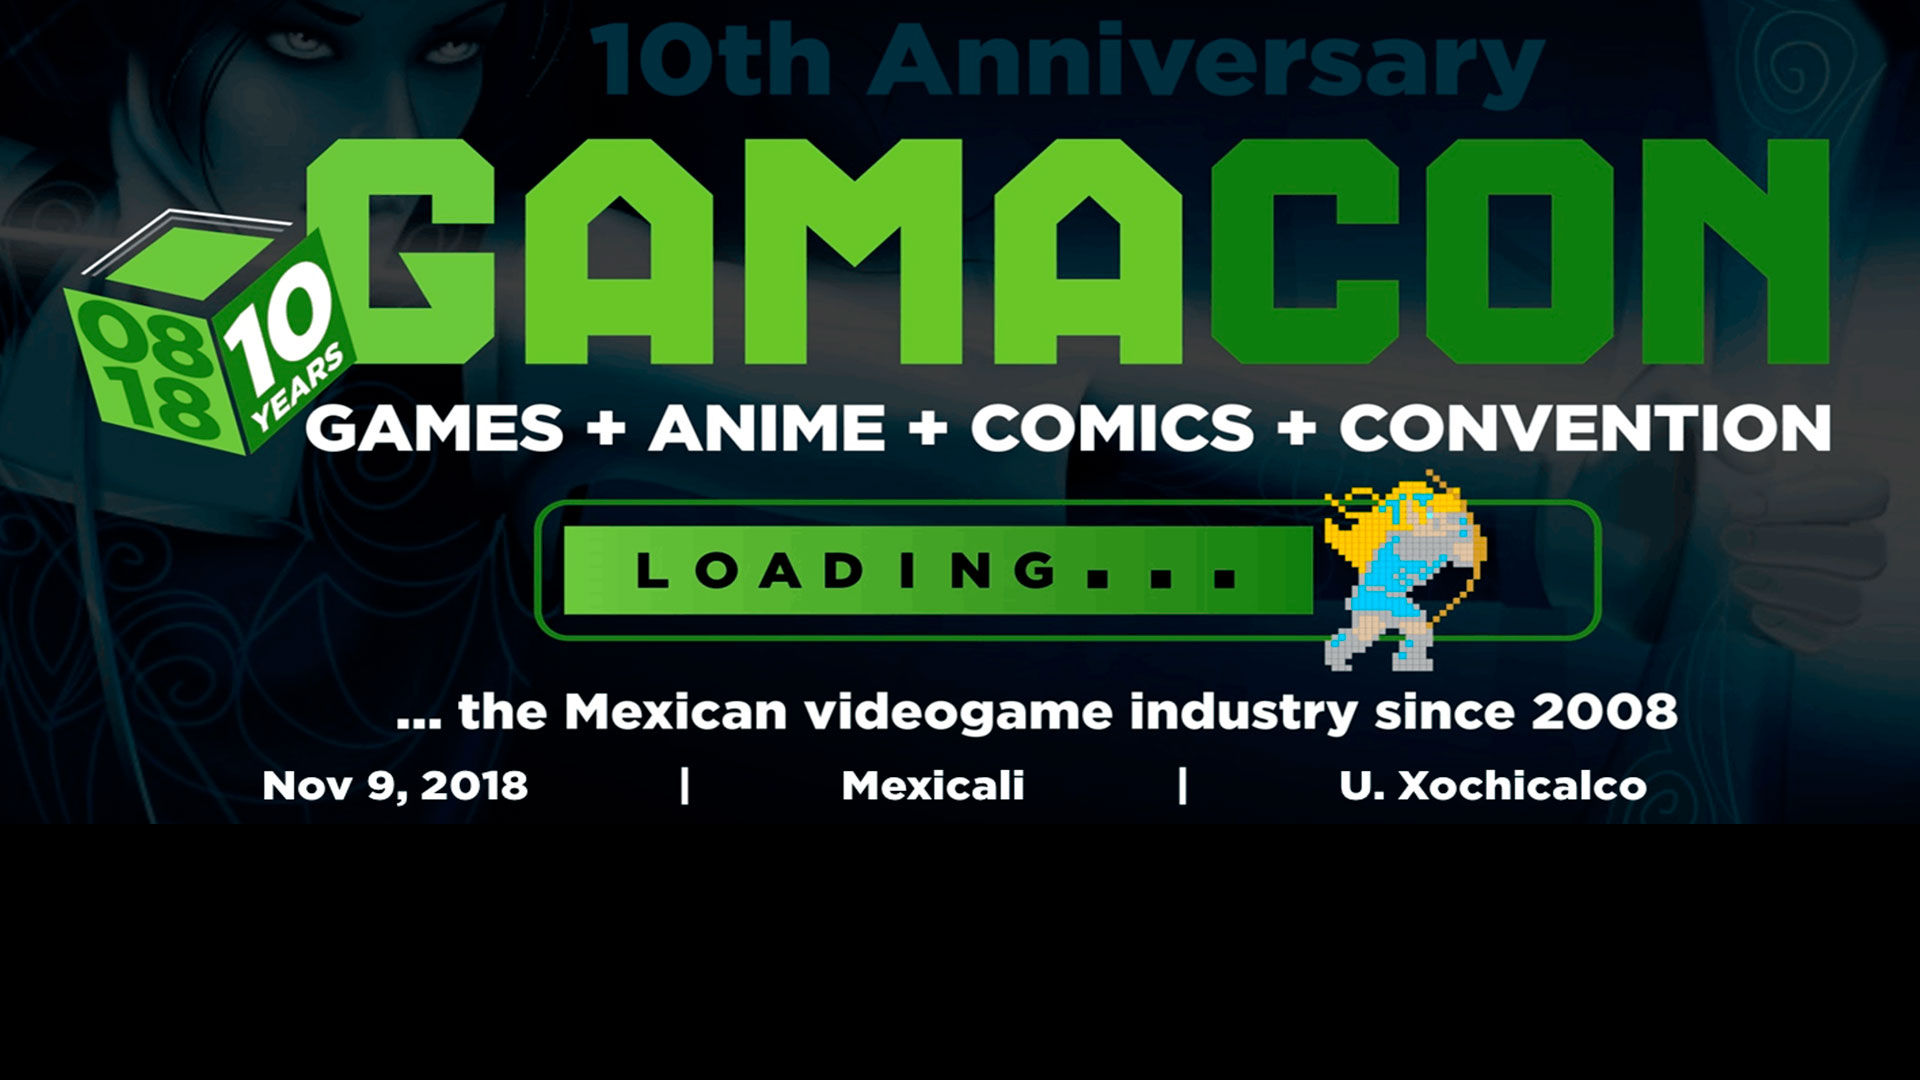 10th Anniversary
GAMACON
08
18
10
YEARS
GAMES + ANIME + COMICS + CONVENTION
LOADING...
... the Mexican videogame industry since 2008
Nov 9, 2018 | Mexicali | U. Xochicalco